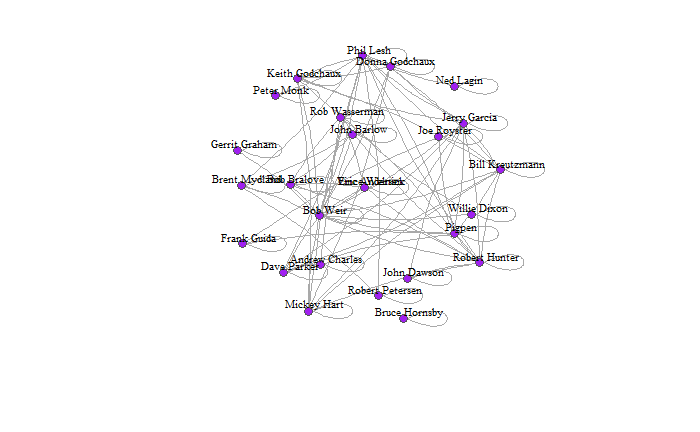 Phil Lesh
Donna Godchaux
Keith Godchaux
Ned Lagin
Peter Monk
Rob Wasserman
Jerry Garcia
John Barlow
Joe Royster
Gerrit Graham
Bill Kreutzmann
Brent Mydland
Bob Bralove
Vince Welnick
Bob Weir
Willie Dixon
Pigpen
Frank Guida
Andrew Charles
Robert Hunter
Dave Parker
John Dawson
Robert Petersen
Mickey Hart
Bruce Hornsby